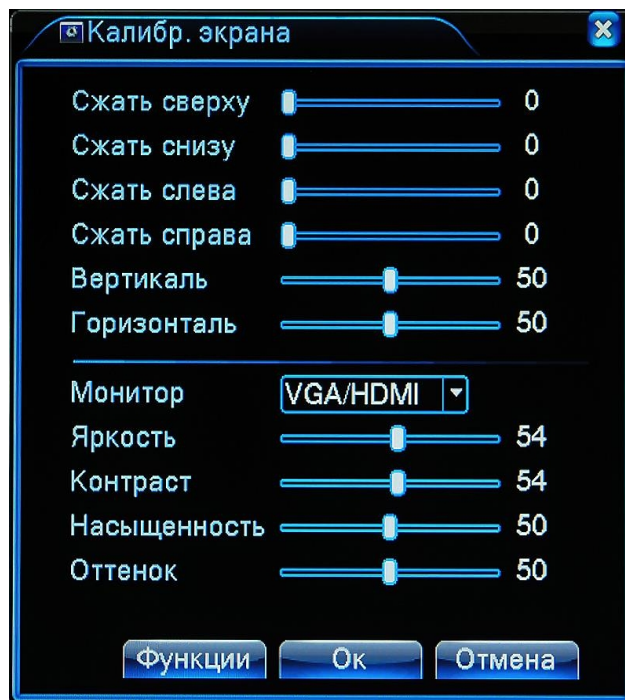 Калибр. экрана
Сжать сверху 0
Сжать снизу 0
Сжать слева 0
Сжать справа 0
Вертикаль 50
Горизонталь 50
Монитор VGA/HDMI
Яркость 54
Контраст 54
Насыщенность 50
Оттенок 50
Функции Ок Отмена